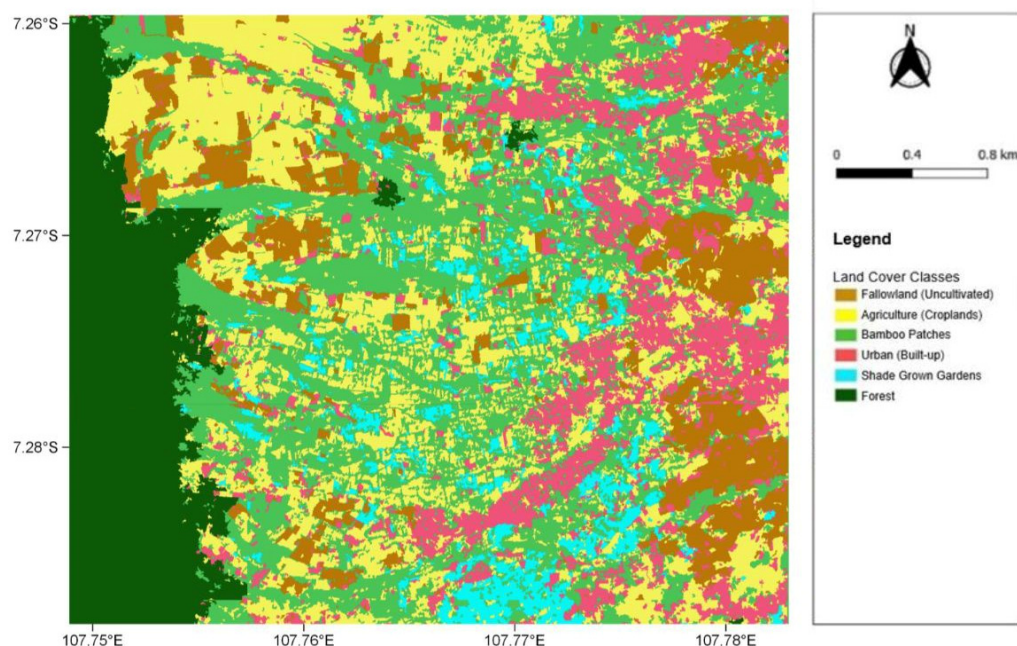 7.26°S
7.27°S
7.28°S
107.75°E
107.76°E
107.77°E
107.78°E
N
0
0.4
0.8 km
Legend
Land Cover Classes
Fallowland (Uncultivated)
Agriculture (Croplands)
Bamboo Patches
Urban (Built-up)
Shade Grown Gardens
Forest